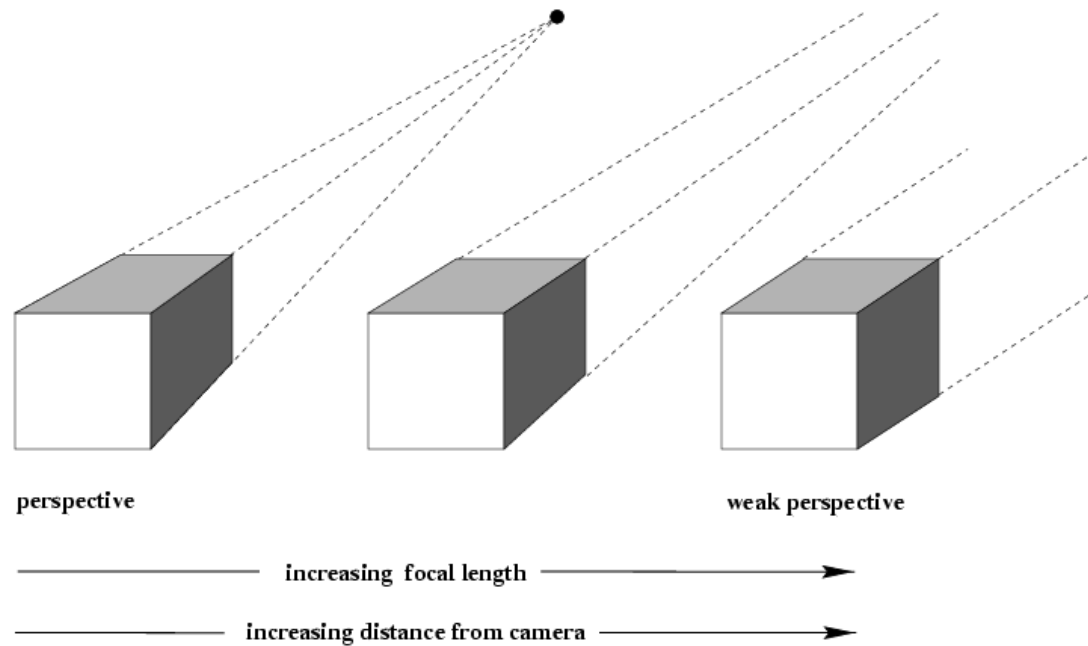 perspective
weak perspective
increasing focal length
increasing distance from camera